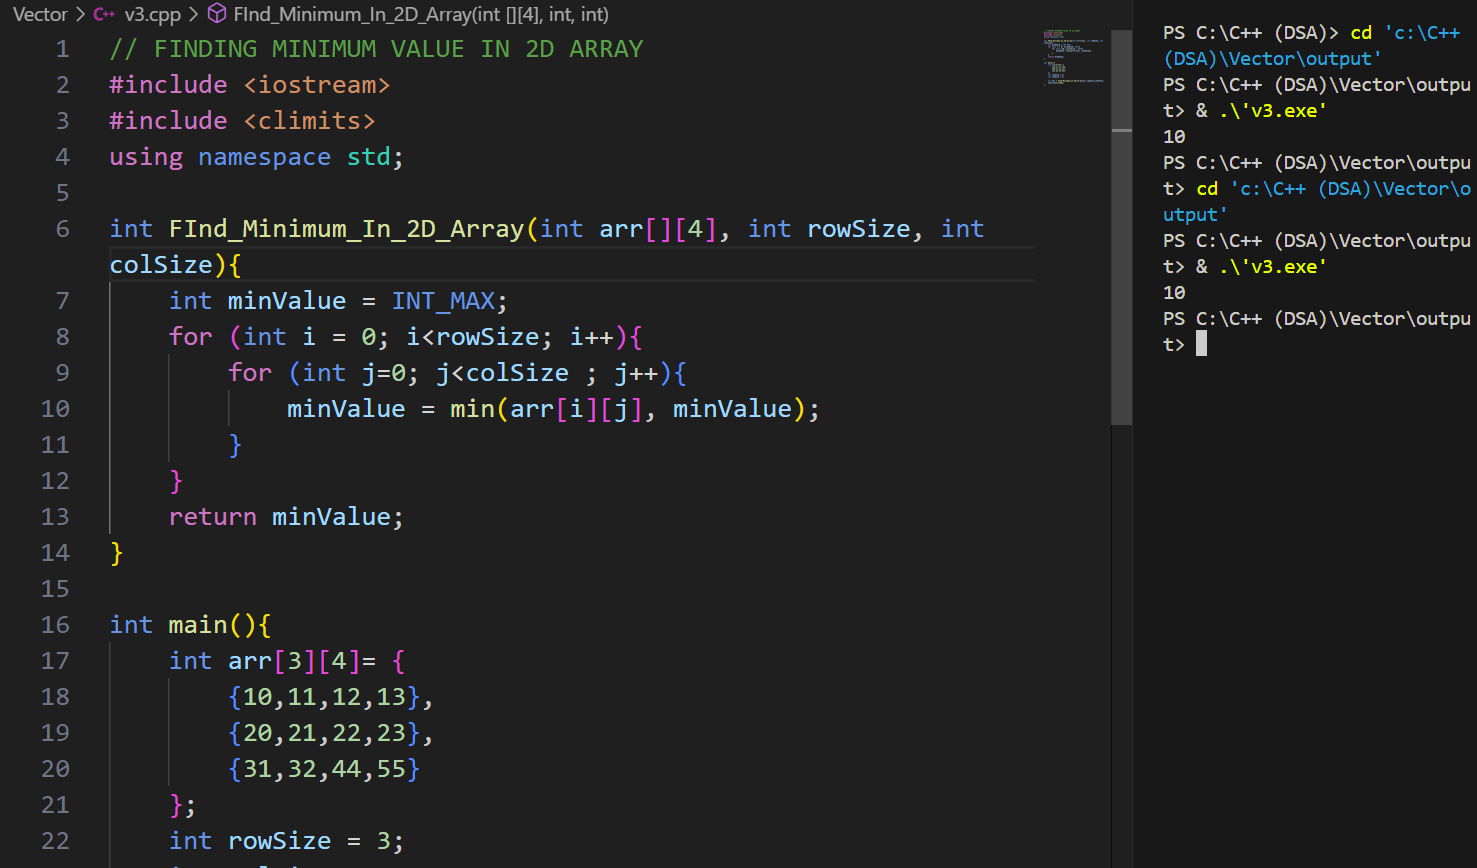 Vector > C++ v3.cpp > FInd_Minimum_In_2D_Array(int [][4], int, int)
1 // FINDING MINIMUM VALUE IN 2D ARRAY
2 #include <iostream>
3 #include <climits>
4 using namespace std;
5
6 int FInd_Minimum_In_2D_Array(int arr[][4], int rowSize, int
colSize){
7 int minValue = INT_MAX;
8 for (int i = 0; i<rowSize; i++){
9 for (int j=0; j<colSize ; j++){
10 minValue = min(arr[i][j], minValue);
11 }
12 }
13 return minValue;
14 }
15
16 int main(){
17 int arr[3][4]= {
18 {10,11,12,13},
19 {20,21,22,23},
20 {31,32,44,55}
21 };
22 int rowSize = 3;
PS C:\C++ (DSA)> cd 'c:\C++
(DSA)\Vector\output'
PS C:\C++ (DSA)\Vector\outpu
t> & .\'v3.exe'
10
PS C:\C++ (DSA)\Vector\outpu
t> cd 'c:\C++ (DSA)\Vector\o
utput'
PS C:\C++ (DSA)\Vector\outpu
t> & .\'v3.exe'
10
PS C:\C++ (DSA)\Vector\outpu
t>